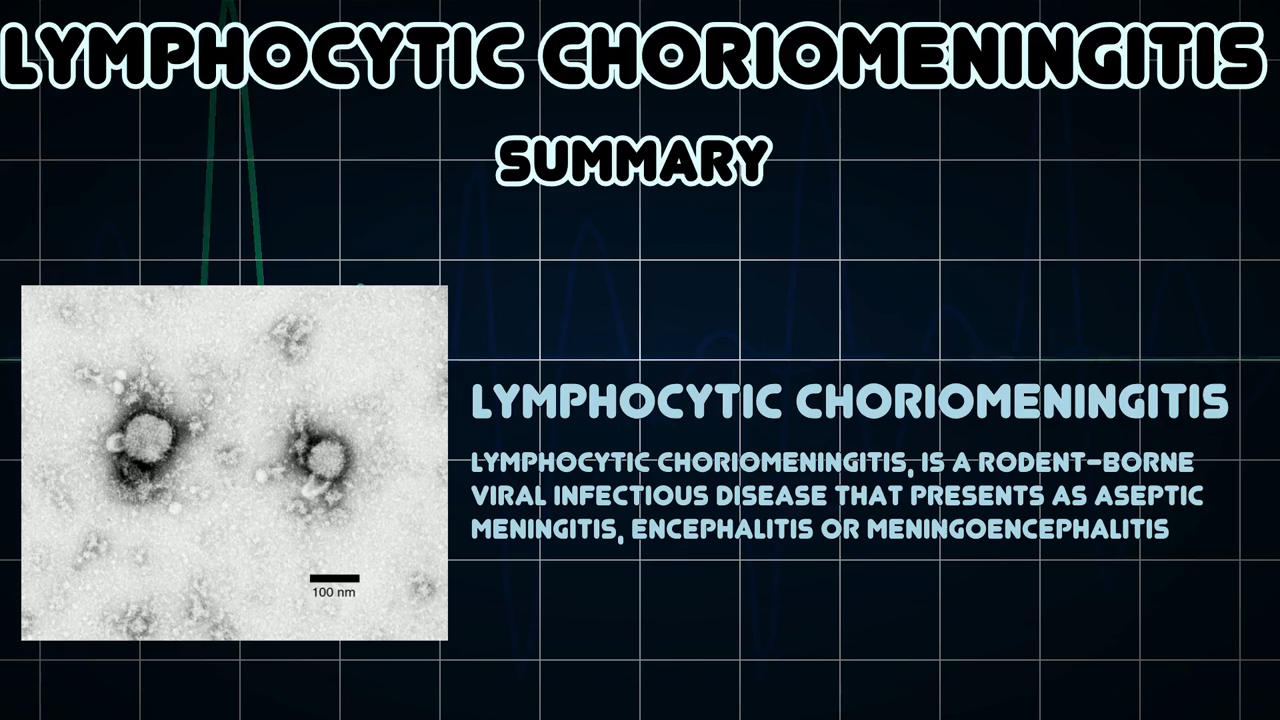 LYMPHOCYTIC CHORIOMENINGITIS
SUMMARY
LYMPHOCYTIC CHORIOMENINGITIS
LYMPHOCYTIC CHORIOMENINGITIS, IS A RODENT-BORNE
VIRAL INFECTIOUS DISEASE THAT PRESENTS AS ASEPTIC
MENINGITIS, ENCEPHALITIS OR MENINGOENCEPHALITIS
100 nm